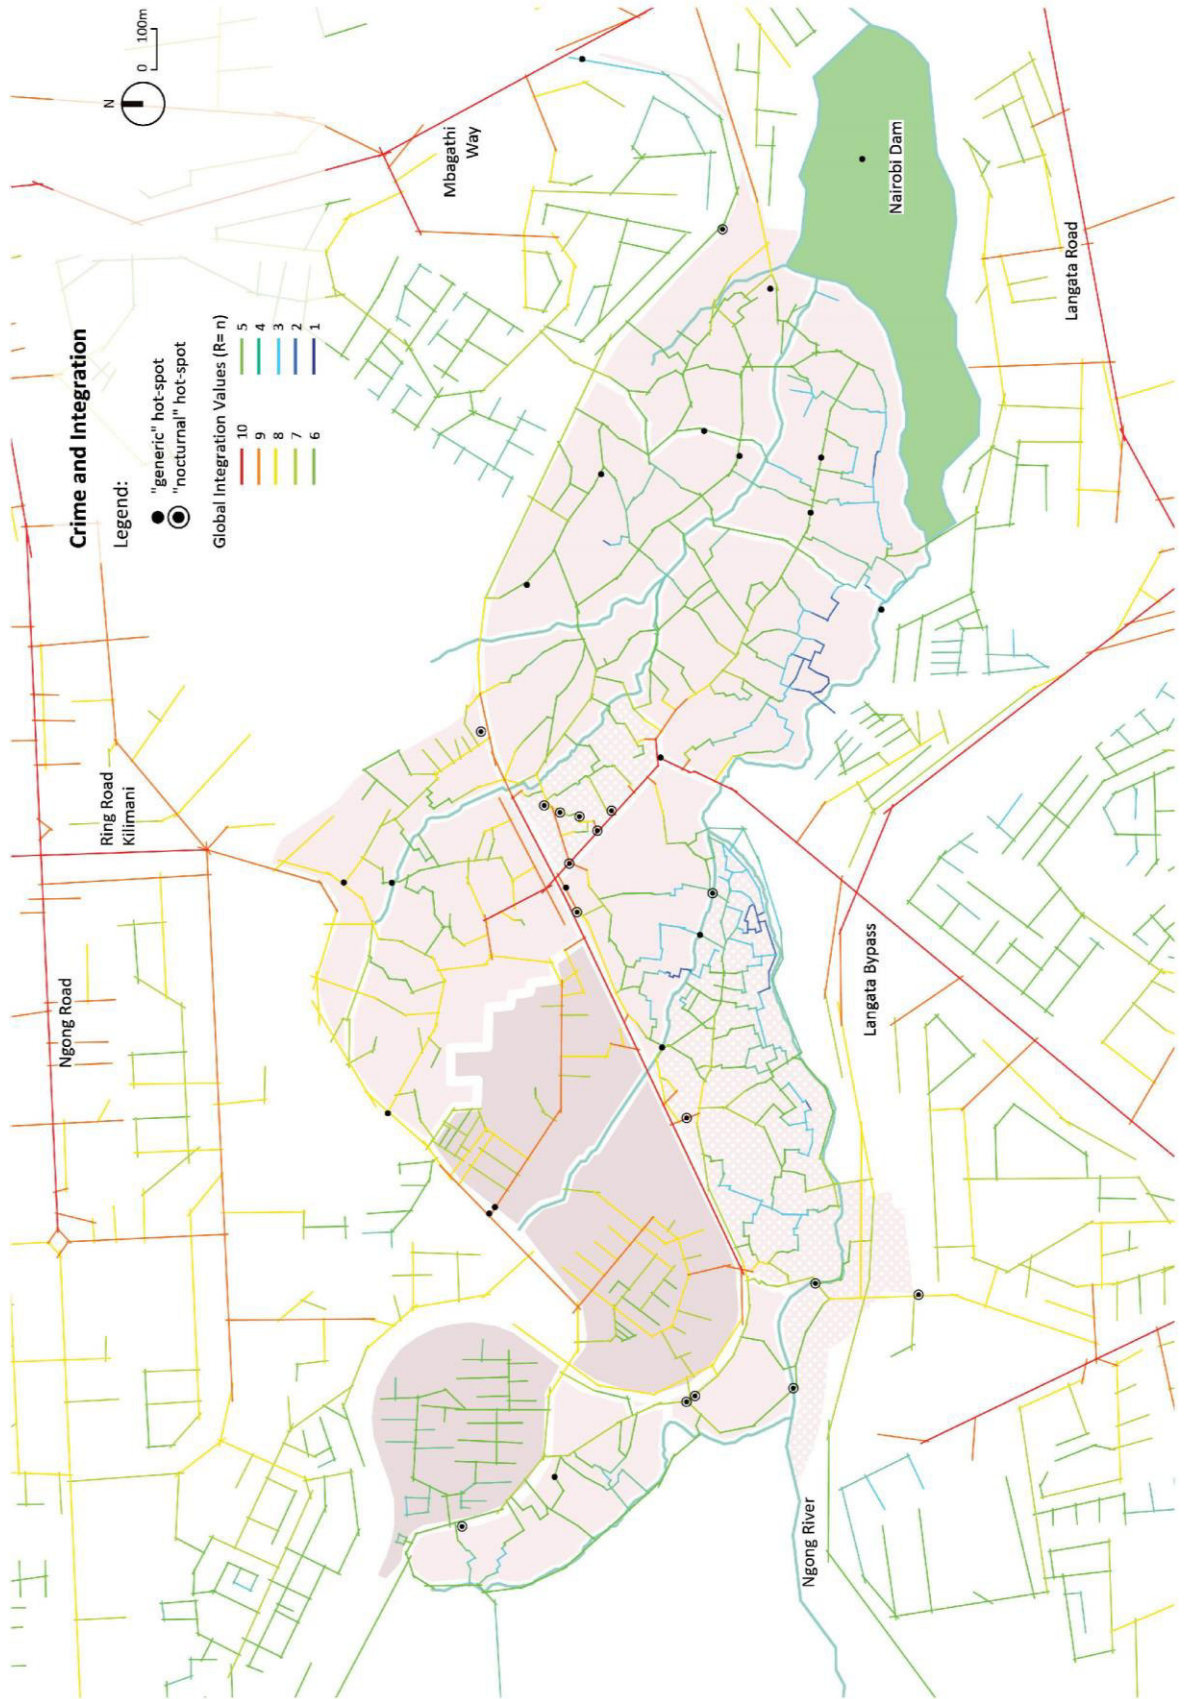 Crime and Integration
Legend:
"generic" hot-spot
"nocturnal" hot-spot
Global Integration Values (R= n)
10 5
9 4
8 3
7 2
6 1
N
0 100m
Ngong Road
Ring Road
Kilimani
Mbagathi
Way
Nairobi Dam
Langata Road
Langata Bypass
Ngong River